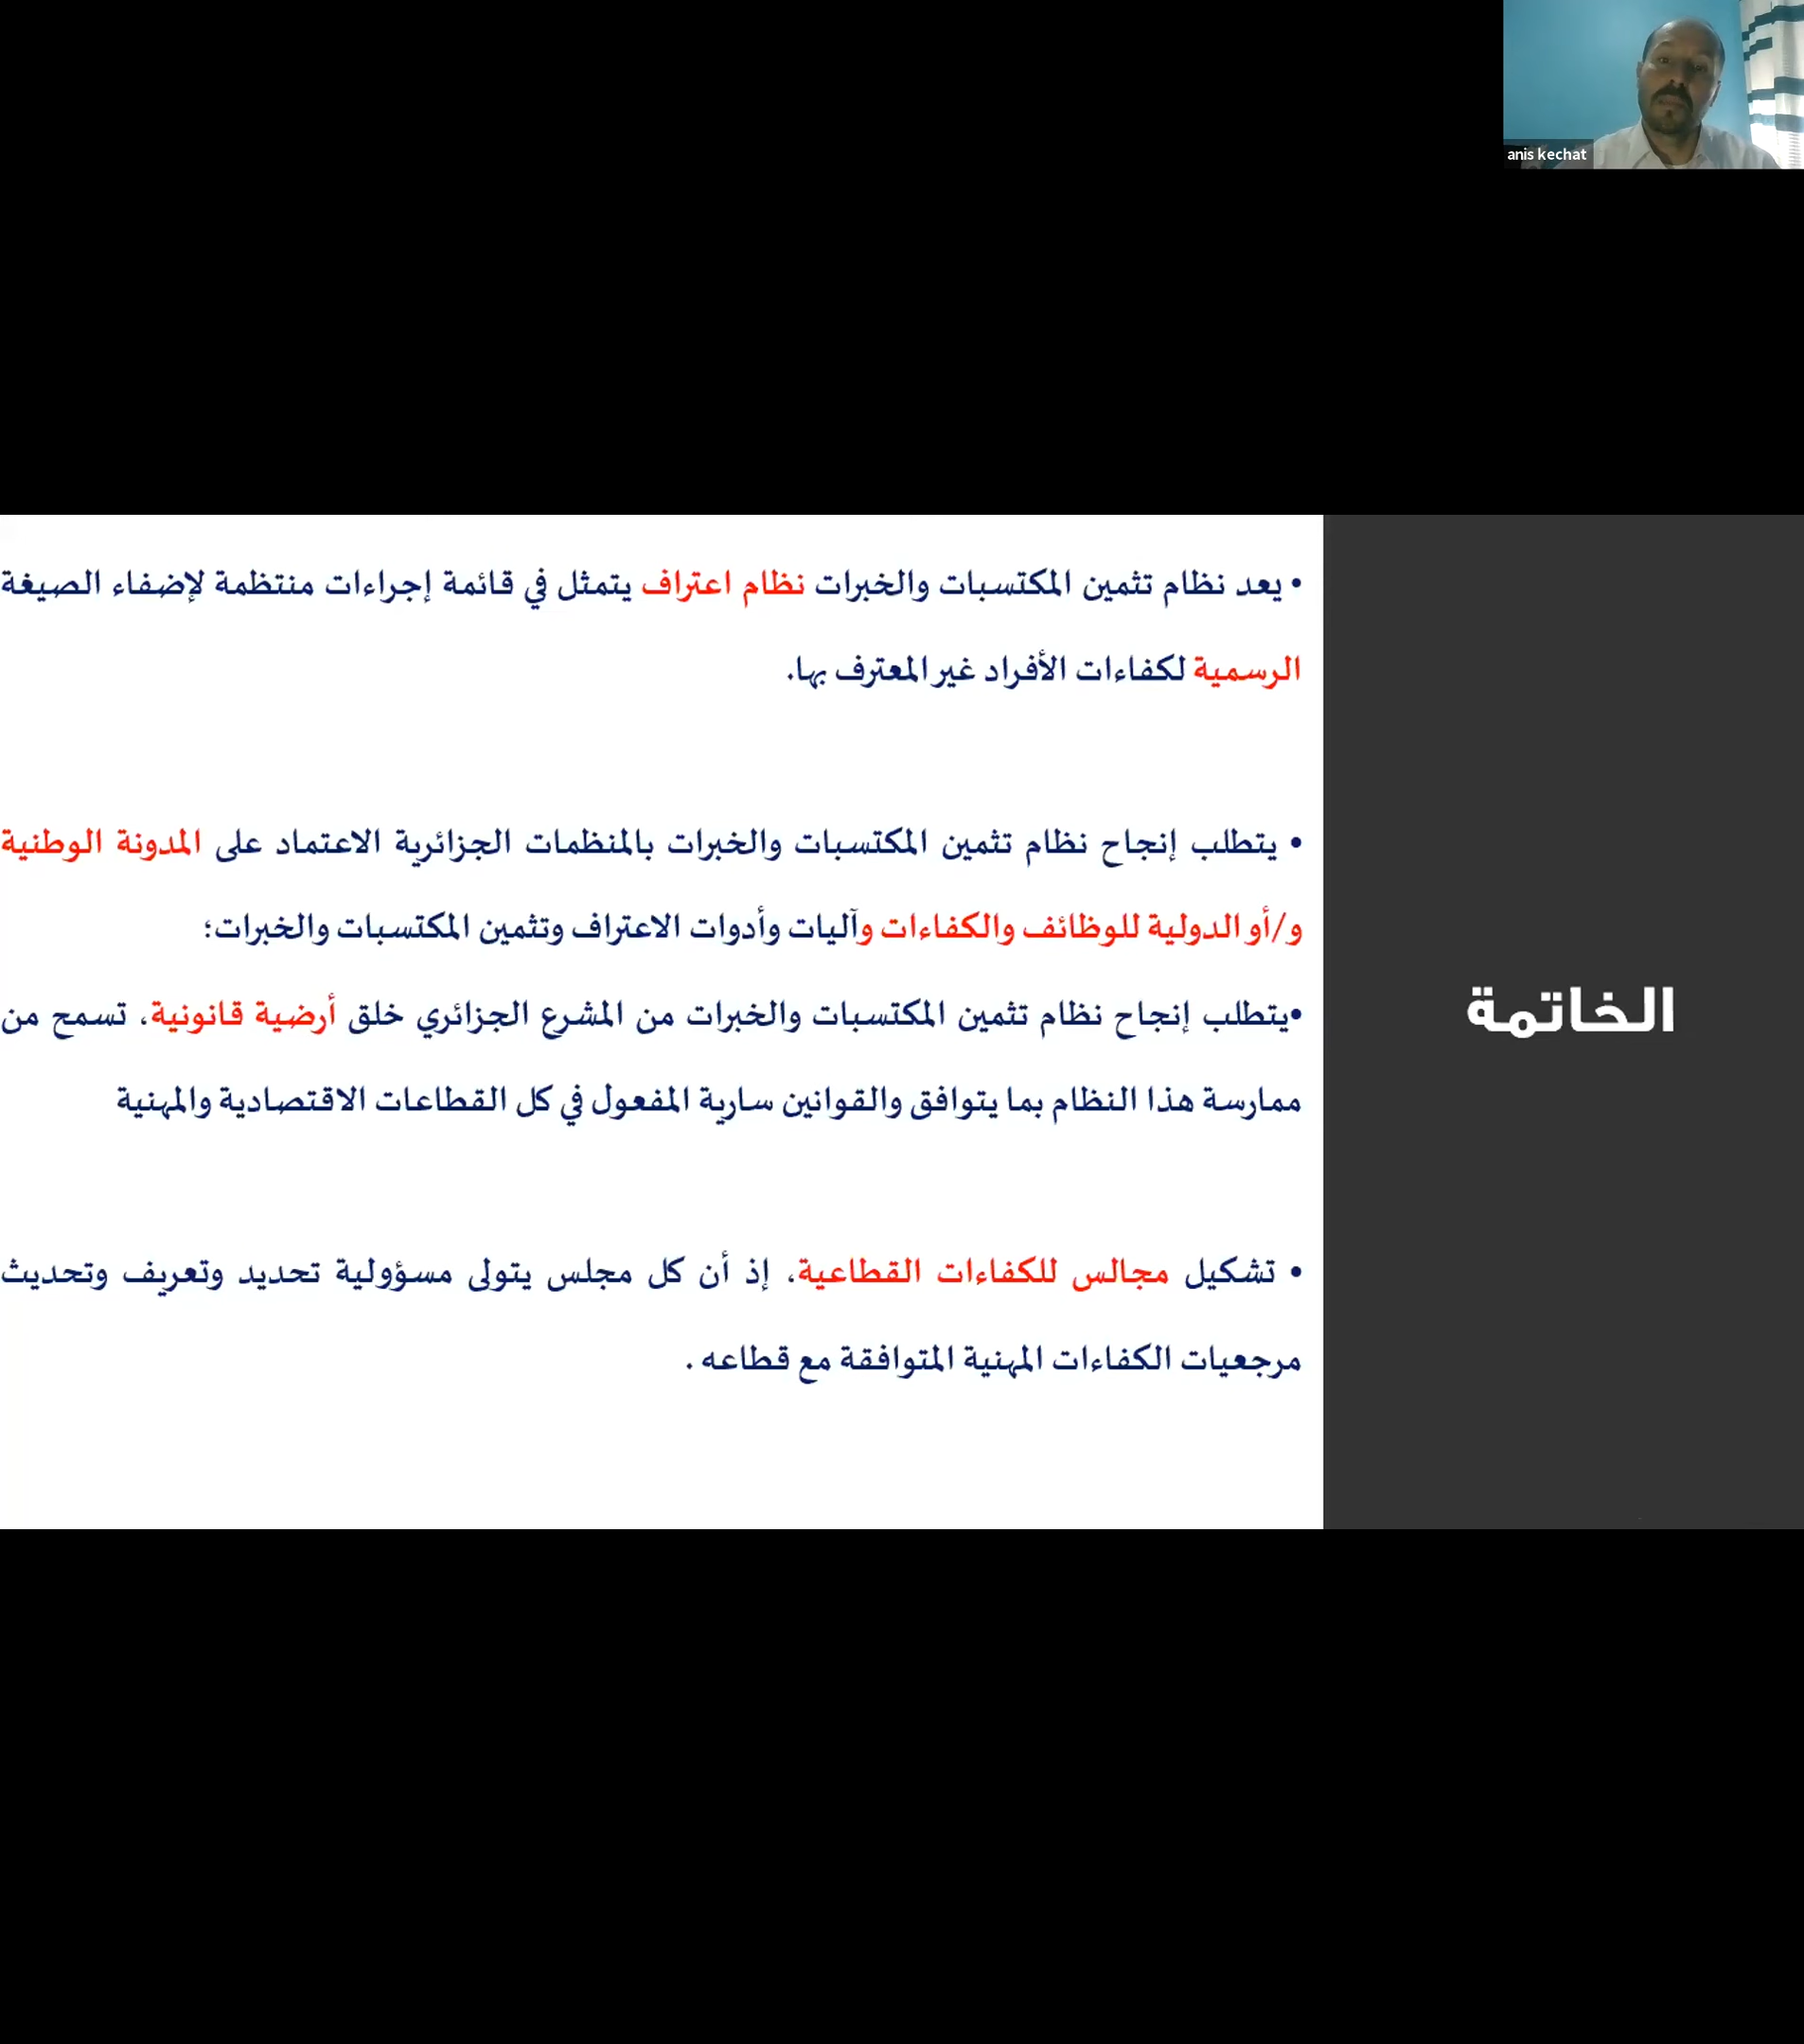 anis kechat
الخاتمة
• يعد نظام تثمين المكتسبات والخبرات نظام اعتراف يتمثل في قائمة إجراءات منتظمة لإضفاء الصيغة
الرسمية لكفاءات الأفراد غير المعترف بها.
• يتطلب إنجاح نظام تثمين المكتسبات والخبرات بالمنظمات الجزائرية الاعتماد على المدونة الوطنية
و/أو الدولية للوظائف والكفاءات وآليات وأدوات الاعتراف وتثمين المكتسبات والخبرات؛
•يتطلب إنجاح نظام تثمين المكتسبات والخبرات من المشرع الجزائري خلق أرضية قانونية، تسمح من
ممارسة هذا النظام بما يتوافق والقوانين سارية المفعول في كل القطاعات الاقتصادية والمهنية
• تشكيل مجالس للكفاءات القطاعية، إذ أن كل مجلس يتولى مسؤولية تحديد وتعريف وتحديث
مرجعيات الكفاءات المهنية المتوافقة مع قطاعه .